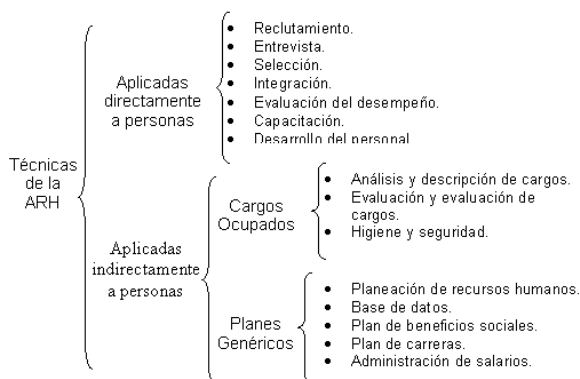 Técnicas
de la
ARH
Aplicadas
directamente
a personas
• Reclutamiento.
• Entrevista.
• Selección.
• Integración.
• Evaluación del desempeño.
• Capacitación.
• Desarrollo del personal
Aplicadas
indirectamente
a personas
Cargos
Ocupados
• Análisis y descripción de cargos.
• Evaluación y evaluación de
cargos.
• Higiene y seguridad.
Planes
Genéricos
• Planeación de recursos humanos.
• Base de datos.
• Plan de beneficios sociales.
• Plan de carreras.
• Administración de salarios.